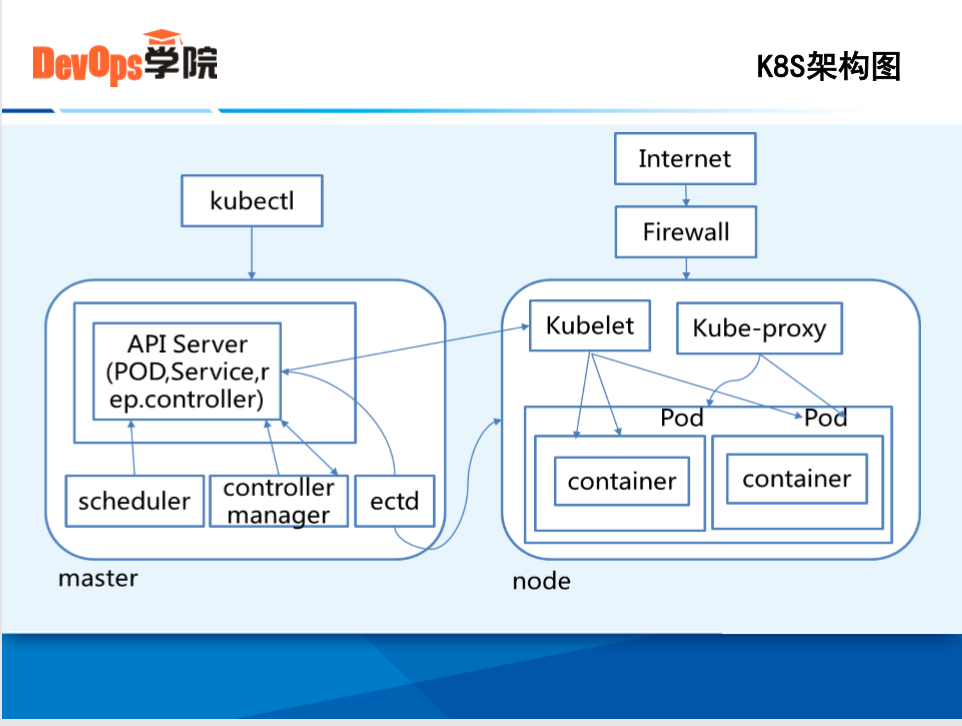 DevOps学院
K8S架构图
Internet
kubectl
Firewall
API Server
(POD,Service,r
ep.controller)
Kubelet
Kube-proxy
Pod
Pod
scheduler
controller
manager
ectd
container
container
master
node